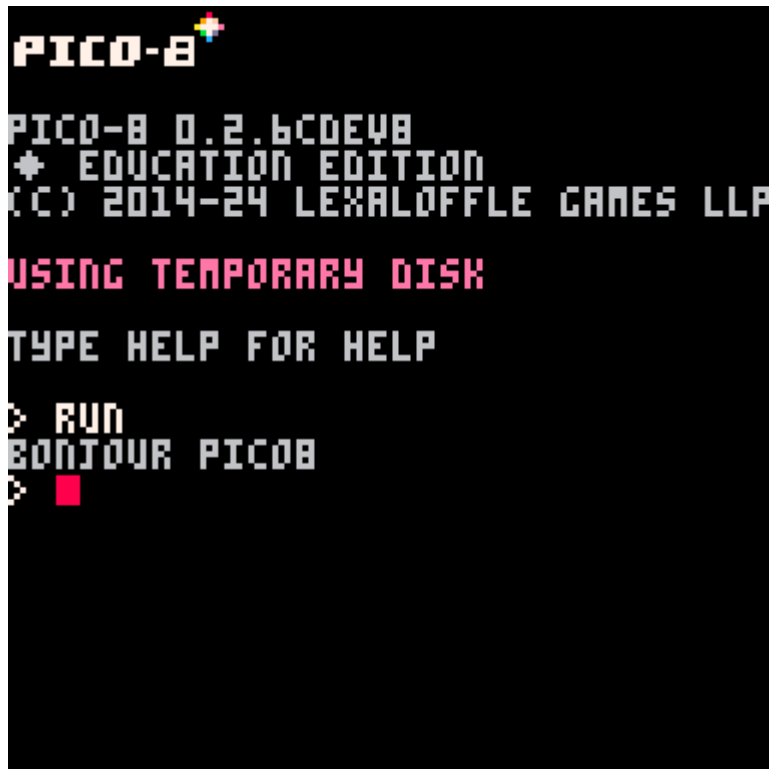 PICO-8
PICO-8 0.2.6CDEV8
EDUCATION EDITION
(C) 2014-24 LEXALOFFLE GAMES LLP
USING TEMPORARY DISK
TYPE HELP FOR HELP
> RUN
BONJOUR PICO8
>